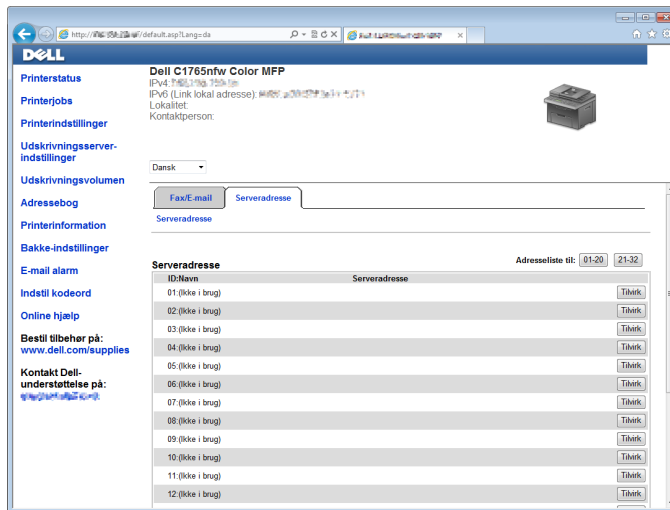 http://
/default.asp?Lang=da
DELL
Dell C1765nfw Color MFP
IPv4:
IPv6 (Link lokal adresse):
Lokalitet:
Kontaktperson:
Dansk
Printerstatus
Printerjobs
Printerindstillinger
Udskrivningsserver-
indstillinger
Udskrivningsvolumen
Adressebog
Printerinformation
Bakke-indstillinger
E-mail alarm
Indstil kodeord
Online hjælp
Bestil tilbehør på:
www.dell.com/supplies
Kontakt Dell-
understøttelse på:
Fax/E-mail Serveradresse
Serveradresse
Adresseliste til: 01-20 21-32
Serveradresse
ID:Navn Serveradresse
01:(Ikke i brug) Tilvirk
02:(Ikke i brug) Tilvirk
03:(Ikke i brug) Tilvirk
04:(Ikke i brug) Tilvirk
05:(Ikke i brug) Tilvirk
06:(Ikke i brug) Tilvirk
07:(Ikke i brug) Tilvirk
08:(Ikke i brug) Tilvirk
09:(Ikke i brug) Tilvirk
10:(Ikke i brug) Tilvirk
11:(Ikke i brug) Tilvirk
12:(Ikke i brug) Tilvirk